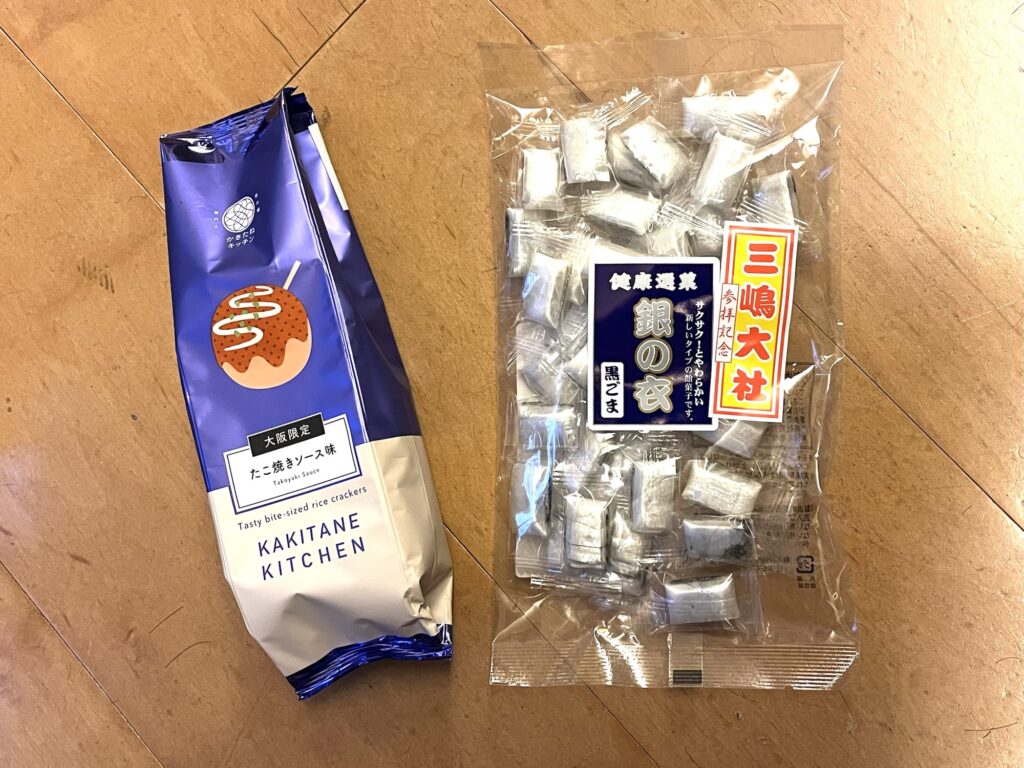 かきたね
キッチン
大阪限定
たこ焼きソース味
Takoyaki Sauce
Tasty bite-sized rice crackers
KAKITANE
KITCHEN
三嶋大社
参拝記念
健康選菓
サクサク!とやわらかい
新しいタイプの飴菓子です。
銀の衣
黒ごま